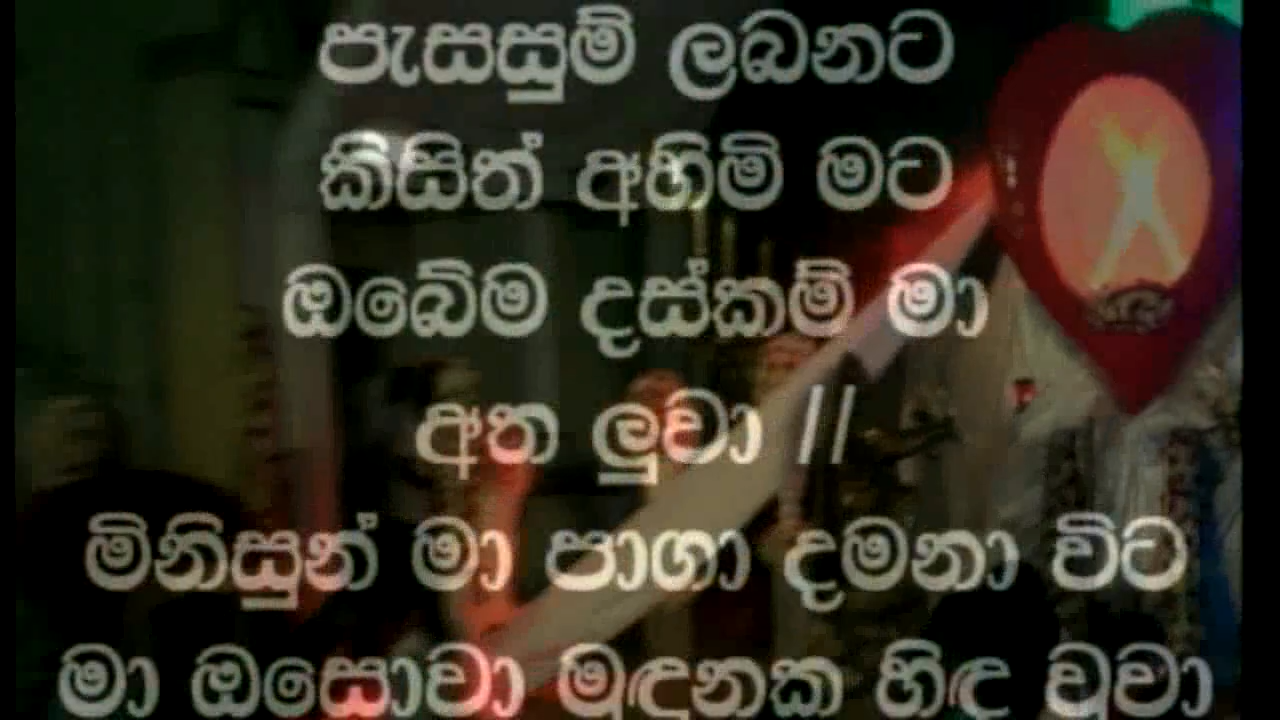 පැසසුම් ලබනට
කිසිත් අහිමි මට
ඔබේම දස්කම් මා
අත ලුවා //
මිනිසුන් මා පාගා දමනා විට
මා ඔසොවා මුඳුනක හිඳ වූවා